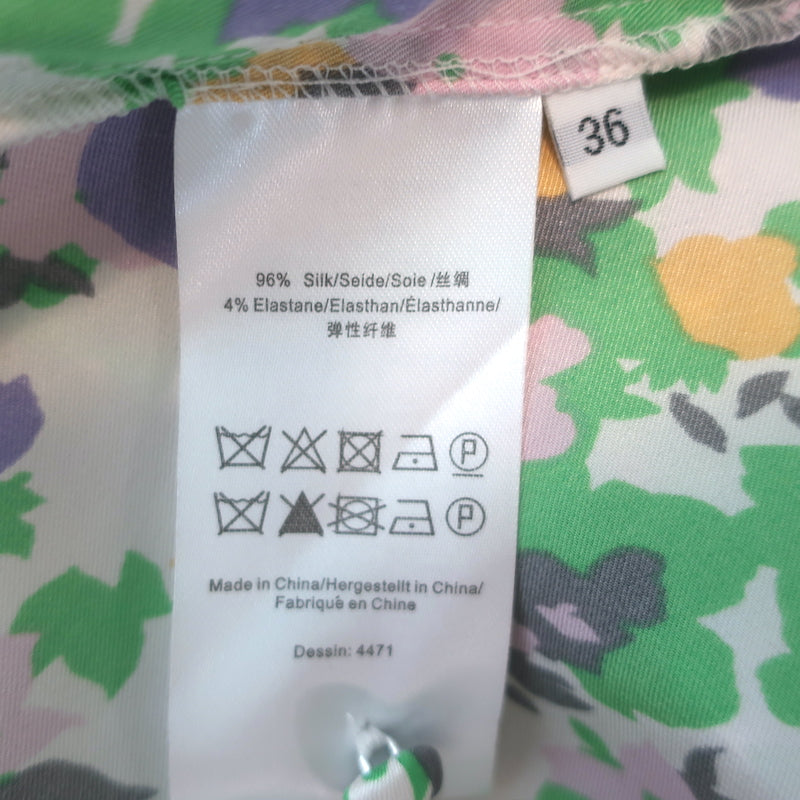 36
96% Silk/Seide/Soie/丝绸
4% Elastane/Elasthan/Élasthanne/
弹性纤维
P
P
Made in China/Hergestellt in China/
Fabriqué en Chine
Dessin: 4471